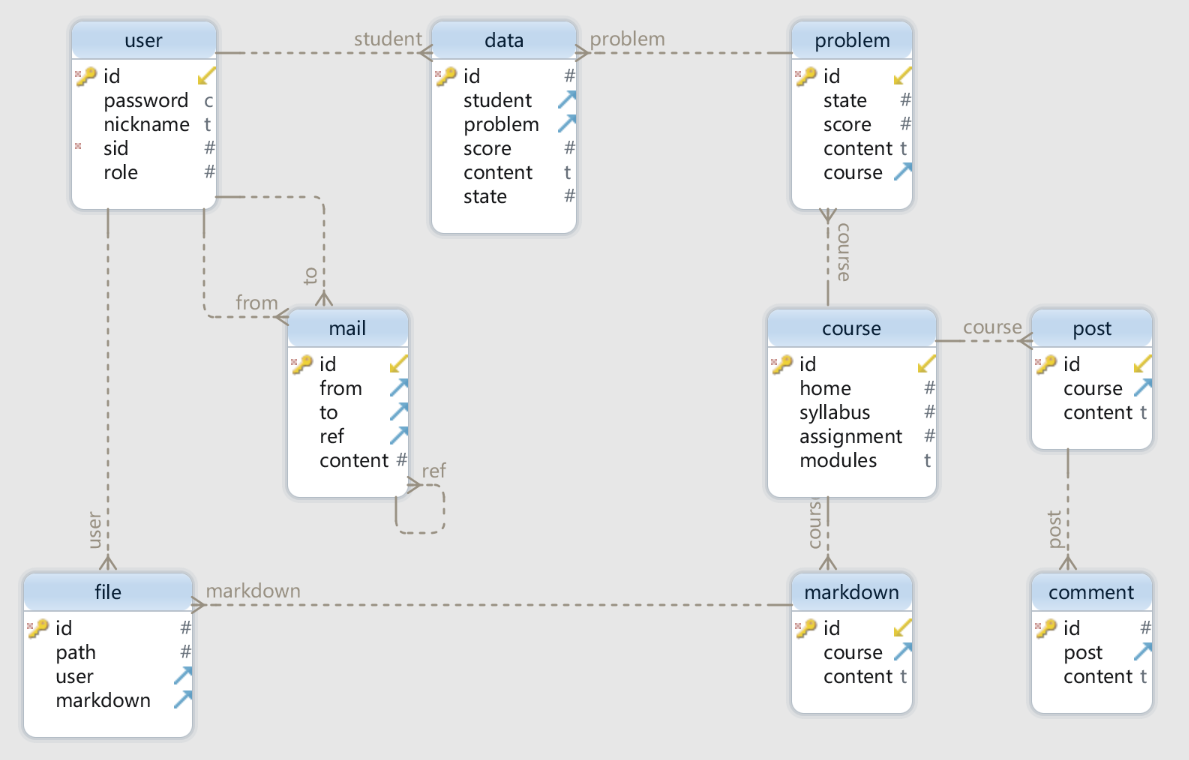 user
id
password c
nickname t
sid #
role #
student
data
id #
student
problem
score #
content t
state #
problem
problem
id
state #
score #
content t
course
to
from
mail
id
from
to
ref
content #
ref
course
course
id
home #
syllabus #
assignment #
modules t
course
post
id
course
content t
user
file
id #
path #
user
markdown
markdown
cours
markdown
id
course
content t
post
comment
id #
post
content t